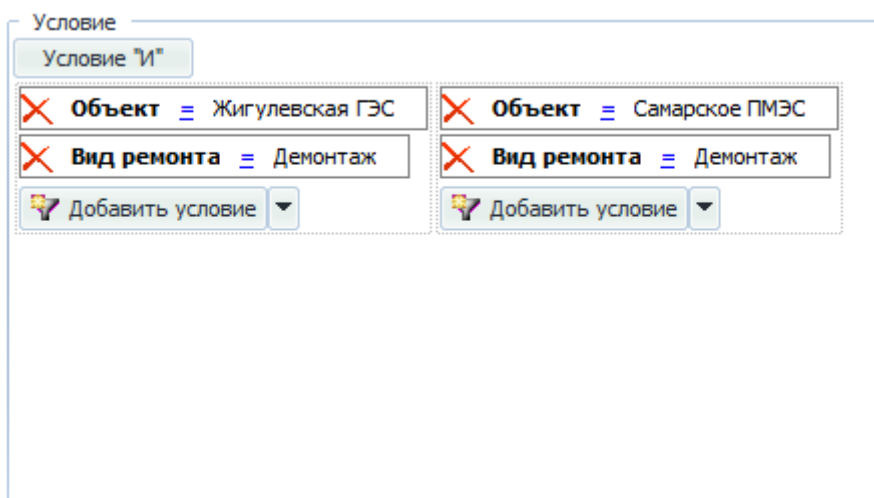 Условие
Условие "И"
Объект = Жигулевская ГЭС
Объект = Самарское ПМЭС
Вид ремонта = Демонтаж
Вид ремонта = Демонтаж
Добавить условие
Добавить условие